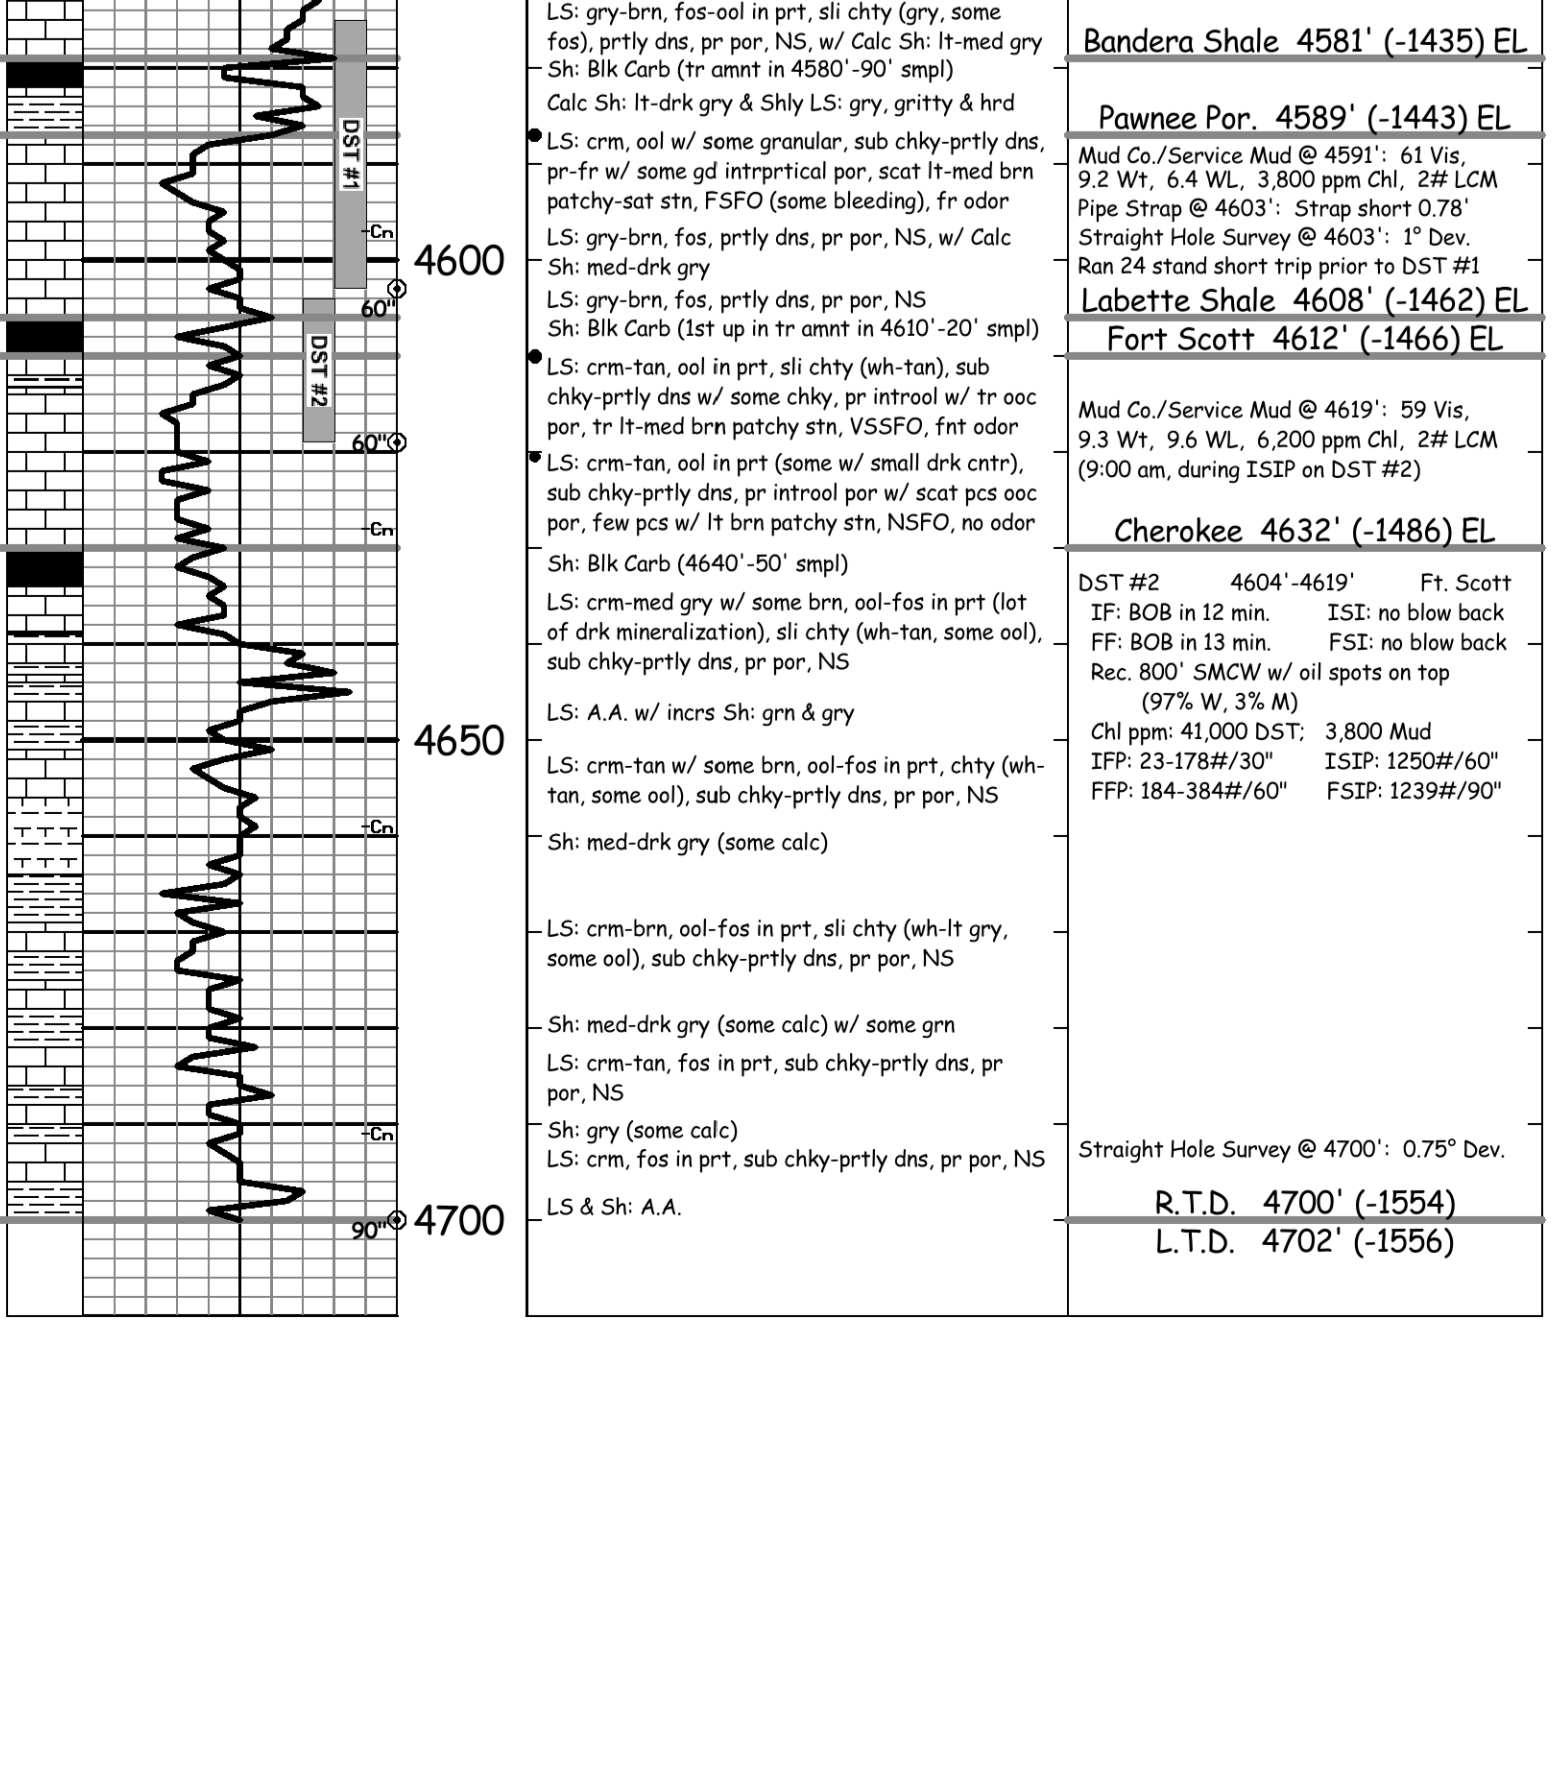 DST #1
-Cn
4600
60"
DST #2
60"
-Cn
4650
-Cn
-Cn
90"
4700
LS: gry-brn, fos-ool in prt, sli chty (gry, some
fos), prtly dns, pr por, NS, w/ Calc Sh: lt-med gry
Sh: Blk Carb (tr amnt in 4580'-90' smpl)
Calc Sh: lt-drk gry & Shly LS: gry, gritty & hrd
LS: crm, ool w/ some granular, sub chky-prtly dns,
pr-fr w/ some gd intrprtical por, scat lt-med brn
patchy-sat stn, FSFO (some bleeding), fr odor
LS: gry-brn, fos, prtly dns, pr por, NS, w/ Calc
Sh: med-drk gry
LS: gry-brn, fos, prtly dns, pr por, NS
Sh: Blk Carb (1st up in tr amnt in 4610'-20' smpl)
LS: crm-tan, ool in prt, sli chty (wh-tan), sub
chky-prtly dns w/ some chky, pr introol w/ tr ooc
por, tr lt-med brn patchy stn, VSSFO, fnt odor
LS: crm-tan, ool in prt (some w/ small drk cntr),
sub chky-prtly dns, pr introol por w/ scat pcs ooc
por, few pcs w/ lt brn patchy stn, NSFO, no odor
Sh: Blk Carb (4640'-50' smpl)
LS: crm-med gry w/ some brn, ool-fos in prt (lot
of drk mineralization), sli chty (wh-tan, some ool),
sub chky-prtly dns, pr por, NS
LS: A.A. w/ incrs Sh: grn & gry
LS: crm-tan w/ some brn, ool-fos in prt, chty (wh-
tan, some ool), sub chky-prtly dns, pr por, NS
Sh: med-drk gry (some calc)
LS: crm-brn, ool-fos in prt, sli chty (wh-lt gry,
some ool), sub chky-prtly dns, pr por, NS
Sh: med-drk gry (some calc) w/ some grn
LS: crm-tan, fos in prt, sub chky-prtly dns, pr
por, NS
Sh: gry (some calc)
LS: crm, fos in prt, sub chky-prtly dns, pr por, NS
LS & Sh: A.A.
Bandera Shale 4581' (-1435) EL
Pawnee Por. 4589' (-1443) EL
Mud Co./Service Mud @ 4591': 61 Vis,
9.2 Wt, 6.4 WL, 3,800 ppm Chl, 2# LCM
Pipe Strap @ 4603': Strap short 0.78'
Straight Hole Survey @ 4603': 1° Dev.
Ran 24 stand short trip prior to DST #1
Labette Shale 4608' (-1462) EL
Fort Scott 4612' (-1466) EL
Mud Co./Service Mud @ 4619': 59 Vis,
9.3 Wt, 9.6 WL, 6,200 ppm Chl, 2# LCM
(9:00 am, during ISIP on DST #2)
Cherokee 4632' (-1486) EL
DST #2 4604'-4619' Ft. Scott
IF: BOB in 12 min. ISI: no blow back
FF: BOB in 13 min. FSI: no blow back
Rec. 800' SMCW w/ oil spots on top
(97% W, 3% M)
Chl ppm: 41,000 DST; 3,800 Mud
IFP: 23-178#/30" ISIP: 1250#/60"
FFP: 184-384#/60" FSIP: 1239#/90"
Straight Hole Survey @ 4700': 0.75° Dev.
R.T.D. 4700' (-1554)
L.T.D. 4702' (-1556)